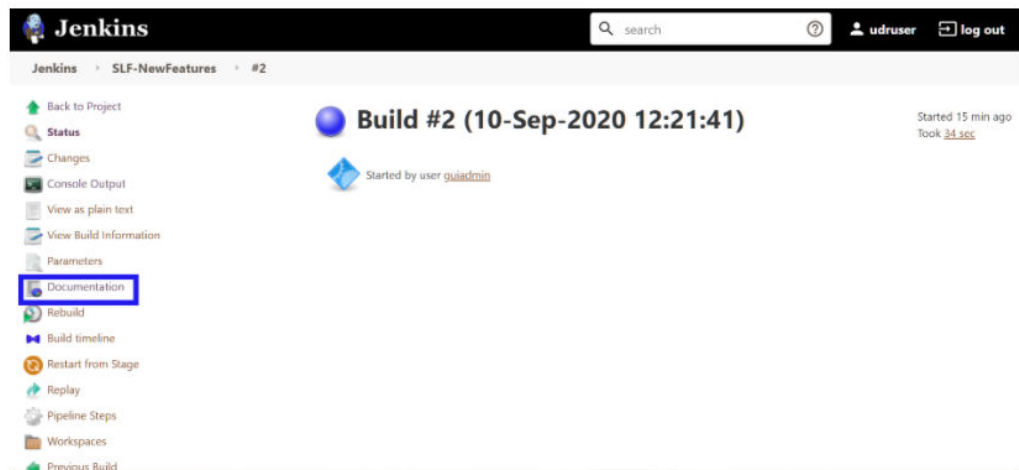 Jenkins
search
udruser
log out
Jenkins SLF-NewFeatures #2
Back to Project
Status
Changes
Console Output
View as plain text
View Build Information
Parameters
Documentation
Rebuild
Build timeline
Restart from Stage
Replay
Pipeline Steps
Workspaces
Previous Build
Build #2 (10-Sep-2020 12:21:41)
Started by user guiadmin
Started 15 min ago
Took 34 sec